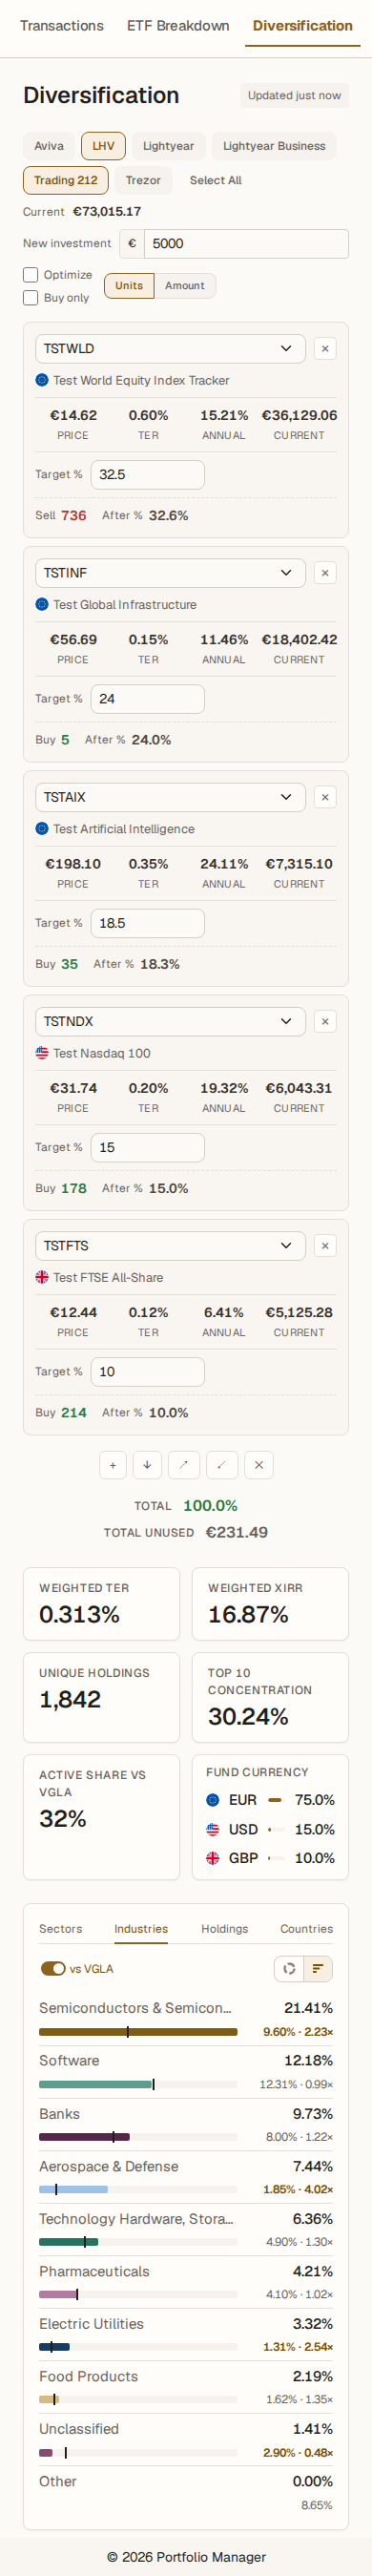 Transactions ETF Breakdown Diversification
Diversification Updated just now
Aviva LHV Lightyear Lightyear Business
Trading 212 Trezor Select All
Current €73,015.17
New investment € 5000
Optimize
Buy only
Units Amount
TSTWLD ×
Test World Equity Index Tracker
€14.62 0.60% 15.21% €36,129.06
PRICE TER ANNUAL CURRENT
Target % 32.5
Sell 736 After % 32.6%
TSTINF ×
Test Global Infrastructure
€56.69 0.15% 11.46% €18,402.42
PRICE TER ANNUAL CURRENT
Target % 24
Buy 5 After % 24.0%
TSTAIX ×
Test Artificial Intelligence
€198.10 0.35% 24.11% €7,315.10
PRICE TER ANNUAL CURRENT
Target % 18.5
Buy 35 After % 18.3%
TSTNDX ×
Test Nasdaq 100
€31.74 0.20% 19.32% €6,043.31
PRICE TER ANNUAL CURRENT
Target % 15
Buy 178 After % 15.0%
TSTFTS ×
Test FTSE All-Share
€12.44 0.12% 6.41% €5,125.28
PRICE TER ANNUAL CURRENT
Target % 10
Buy 214 After % 10.0%
+ ↓ ↗ ↙ ×
TOTAL 100.0%
TOTAL UNUSED €231.49
WEIGHTED TER
0.313%
WEIGHTED XIRR
16.87%
UNIQUE HOLDINGS
1,842
TOP 10
CONCENTRATION
30.24%
ACTIVE SHARE VS
VGLA
32%
FUND CURRENCY
EUR 75.0%
USD 15.0%
GBP 10.0%
Sectors Industries Holdings Countries
vs VGLA
Semiconductors & Semicon... 21.41%
9.60% · 2.23×
Software 12.18%
12.31% · 0.99×
Banks 9.73%
8.00% · 1.22×
Aerospace & Defense 7.44%
1.85% · 4.02×
Technology Hardware, Stora... 6.36%
4.90% · 1.30×
Pharmaceuticals 4.21%
4.10% · 1.02×
Electric Utilities 3.32%
1.31% · 2.54×
Food Products 2.19%
1.62% · 1.35×
Unclassified 1.41%
2.90% · 0.48×
Other 0.00%
8.65%
© 2026 Portfolio Manager